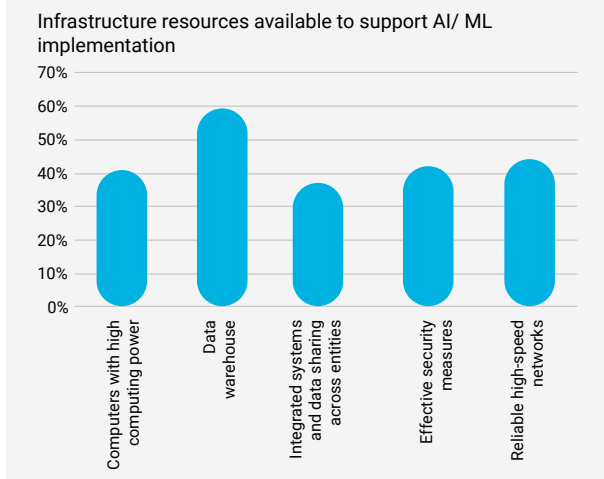 Infrastructure resources available to support AI/ ML
implementation
70%
60%
50%
40%
30%
20%
10%
0%
Computers with high
computing power
Data
warehouse
Integrated systems
and data sharing
across entities
Effective security
measures
Reliable high-speed
networks